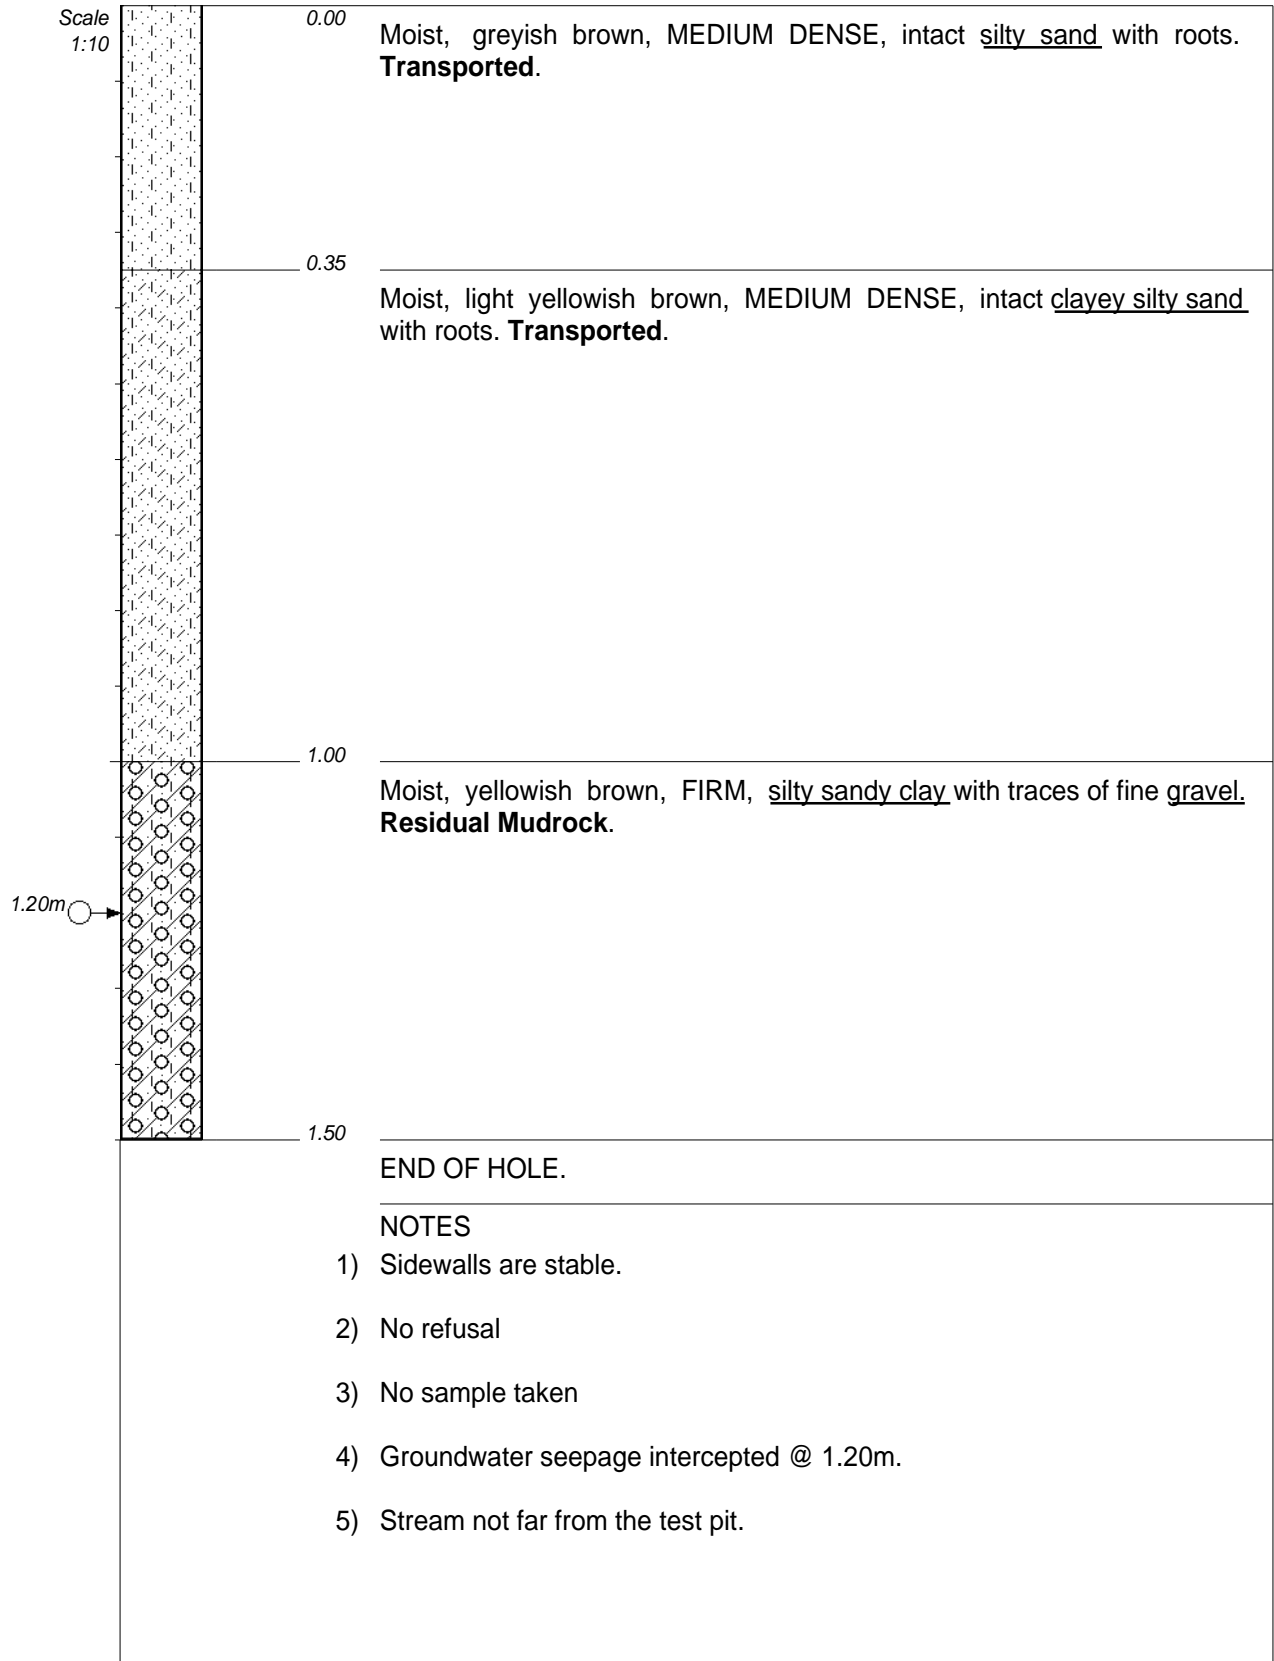 Scale
1:10
0.00
Moist, greyish brown, MEDIUM DENSE, intact silty sand with roots.
Transported.
0.35
Moist, light yellowish brown, MEDIUM DENSE, intact clayey silty sand
with roots. Transported.
1.00
Moist, yellowish brown, FIRM, silty sandy clay with traces of fine gravel.
Residual Mudrock.
1.20m
1.50
END OF HOLE.
NOTES
1) Sidewalls are stable.
2) No refusal
3) No sample taken
4) Groundwater seepage intercepted @ 1.20m.
5) Stream not far from the test pit.